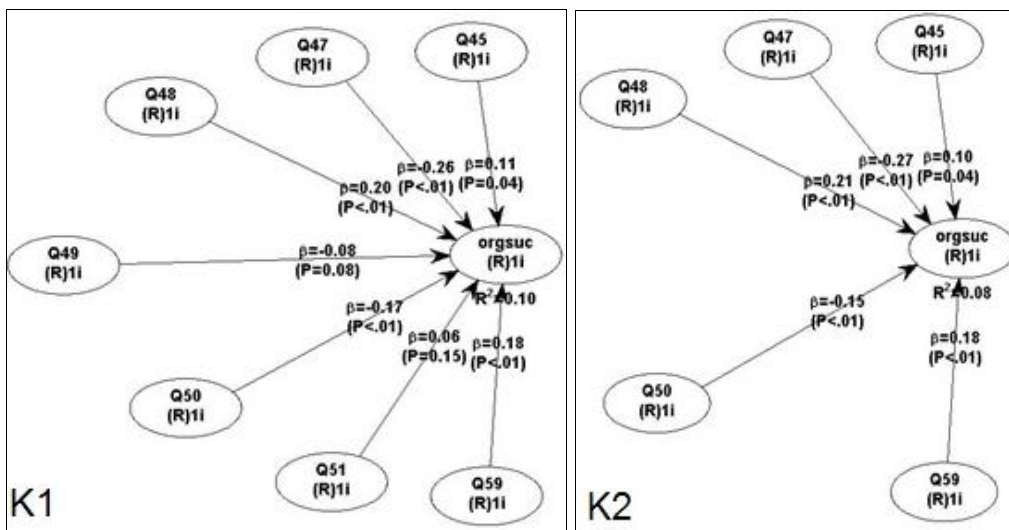 Q47
(R)1i
Q45
(R)1i
Q48
(R)1i
β=-0.26
(P<.01)
β=0.11
(P=0.04)
β=0.20
(P<.01)
Q49
(R)1i
β=-0.08
(P=0.08)
orgsuc
(R)1i
R²=0.10
β=-0.17
(P<.01)
β=0.06
(P=0.15)
β=0.18
(P<.01)
Q50
(R)1i
Q51
(R)1i
Q59
(R)1i
K1
Q47
(R)1i
Q45
(R)1i
Q48
(R)1i
β=-0.27
(P<.01)
β=0.10
(P=0.04)
β=0.21
(P<.01)
orgsuc
(R)1i
R²=0.08
β=-0.15
(P<.01)
β=0.18
(P<.01)
Q50
(R)1i
Q59
(R)1i
K2